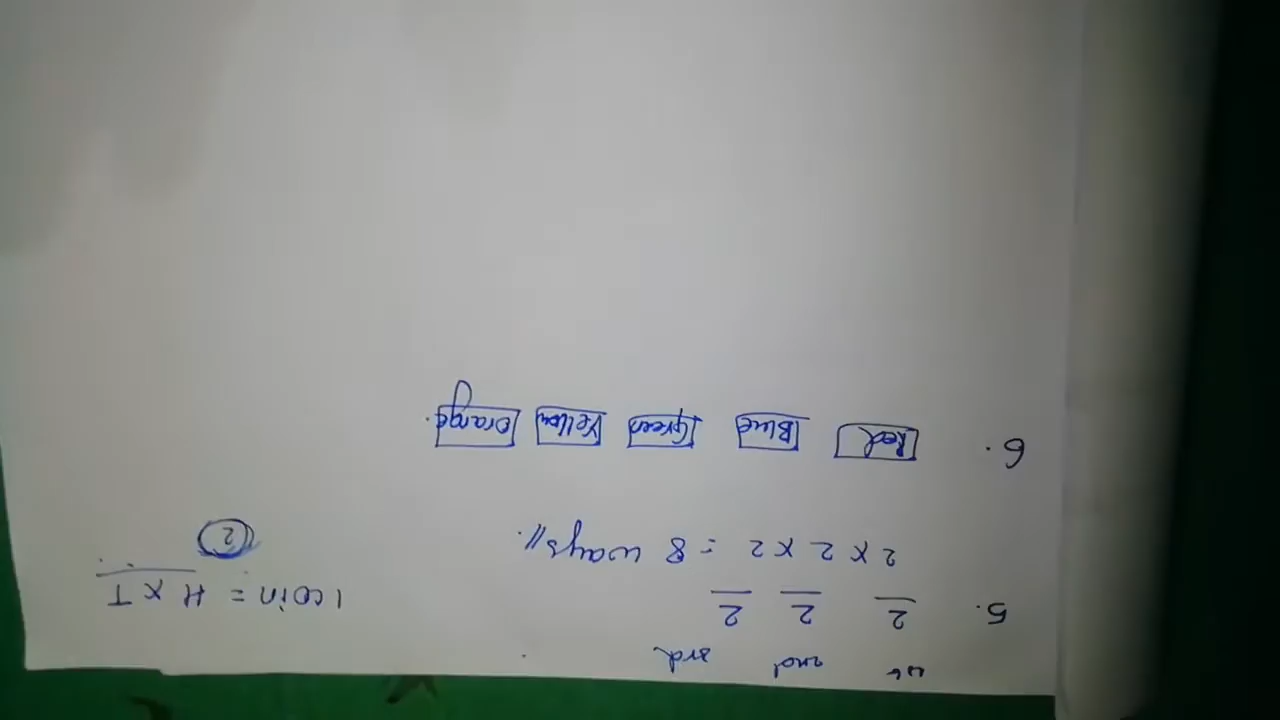 1st 2nd 3rd
5. 2 2 2 1 coin = H x T
2 x 2 x 2 = 8 ways//. 2
6. Red Blue Green Yellow Orange.